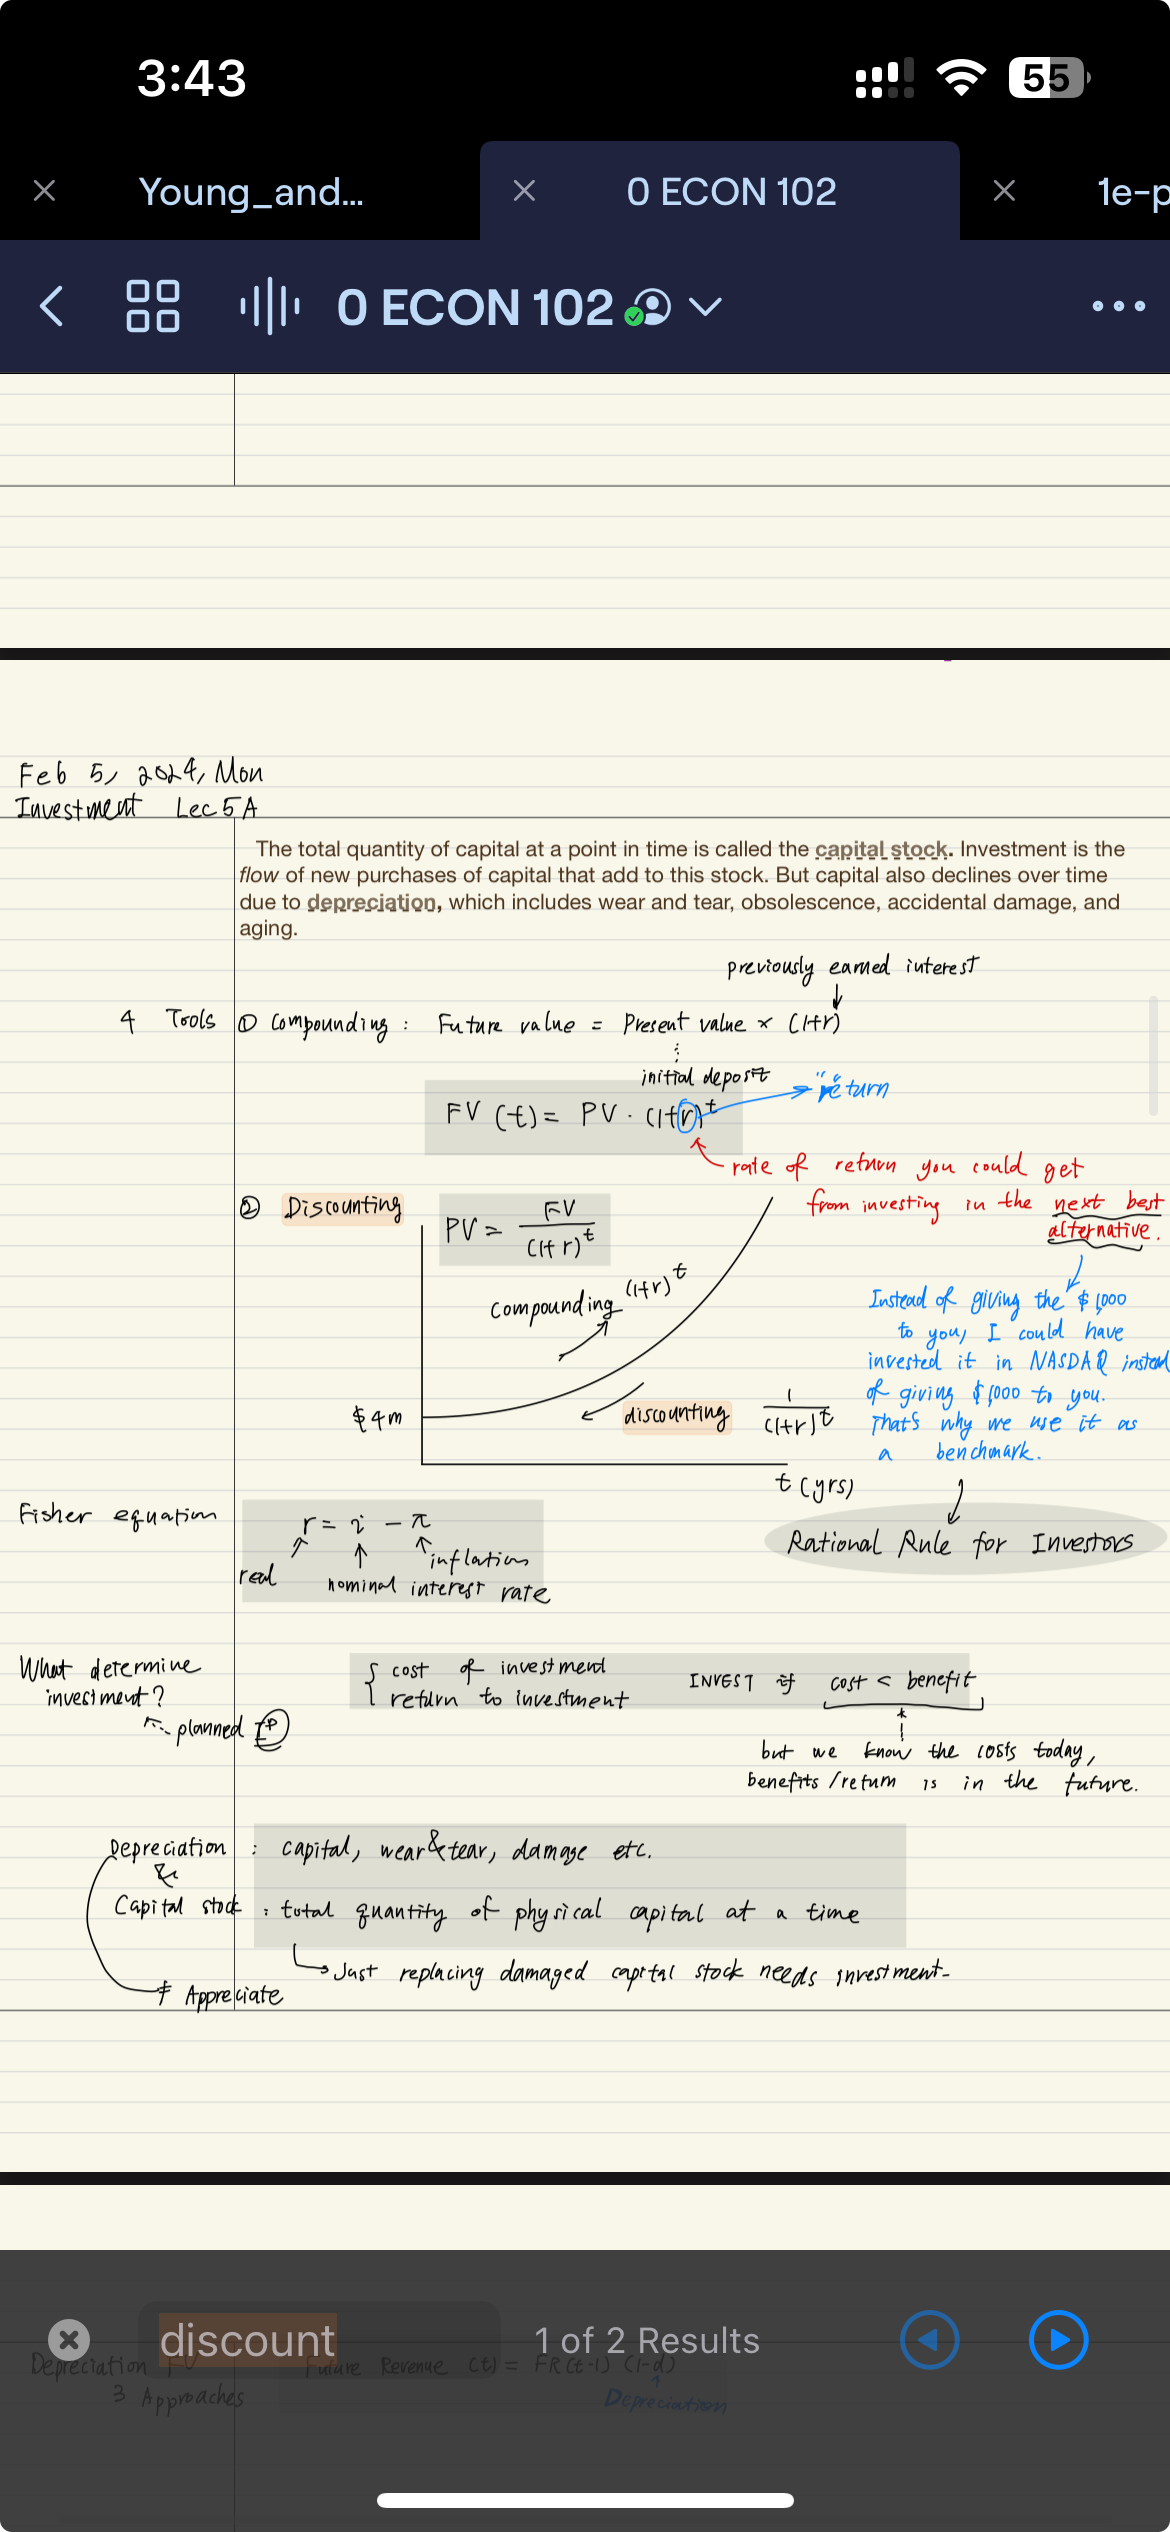 3:43
55
Young_and...
0 ECON 102
1e-p
0 ECON 102
Feb 5, 2024, Mon
Investment Lec 5A
The total quantity of capital at a point in time is called the capital stock. Investment is the
flow of new purchases of capital that add to this stock. But capital also declines over time
due to depreciation, which includes wear and tear, obsolescence, accidental damage, and
aging.
previously earned interest
4 Tools ① Compounding : Future value = Present value × (1+r)
initial deposit
FV (t) = PV · (1+r)^t
"return
rate of return you could get
from investing in the next best
alternative.
② Discounting
PV = FV / (1+r)^t
Compounding (1+r)^t
Instead of giving the $1,000
to you, I could have
invested it in NASDAQ instead
of giving $1,000 to you.
That's why we use it as
a benchmark.
$4m
discounting 1 / (1+r)^t
t (yrs)
Rational Rule for Investors
Fisher equation
r = i - π
real
inflation
nominal interest rate
What determine
investment?
planned I^P
{ cost of investment
return to investment
INVEST if cost < benefit
but we know the costs today,
benefits/return is in the future.
Depreciation : capital, wear & tear, damage etc.
&
Capital stock : total quantity of physical capital at a time
Just replacing damaged capital stock needs investment.
≠ Appreciate
discount
1 of 2 Results
Depreciation FV
Future Revenue (t) = FR(t-1) (1-d)
3 Approaches
Depreciation